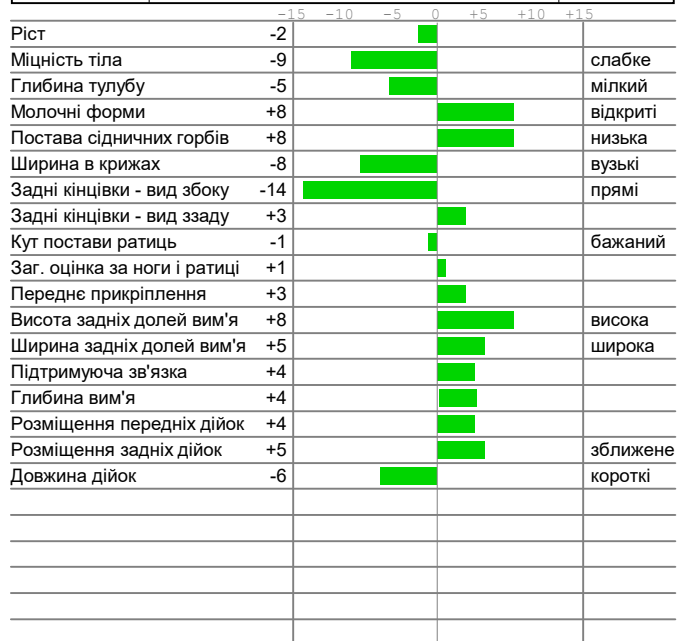 -15 -10 -5 0 +5 +10 +15
Ріст -2
Міцність тіла -9 слабке
Глибина тулубу -5 мілкий
Молочні форми +8 відкриті
Постава сідничних горбів +8 низька
Ширина в крижах -8 вузькі
Задні кінцівки - вид збоку -14 прямі
Задні кінцівки - вид ззаду +3
Кут постави ратиць -1 бажаний
Заг. оцінка за ноги і ратиці +1
Переднє прикріплення +3
Висота задніх долей вим'я +8 висока
Ширина задніх долей вим'я +5 широка
Підтримуюча зв'язка +4
Глибина вим'я +4
Розміщення передніх дійок +4
Розміщення задніх дійок +5 зближене
Довжина дійок -6 короткі